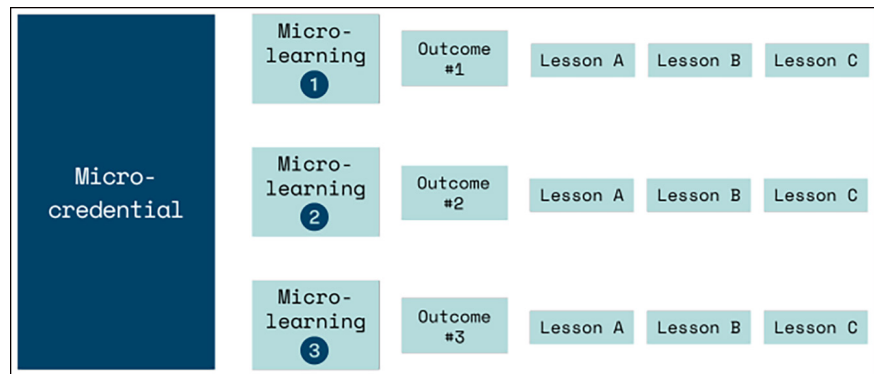 Micro-
credential
Micro-
learning
1
Outcome
#1
Lesson A
Lesson B
Lesson C
Micro-
learning
2
Outcome
#2
Lesson A
Lesson B
Lesson C
Micro-
learning
3
Outcome
#3
Lesson A
Lesson B
Lesson C